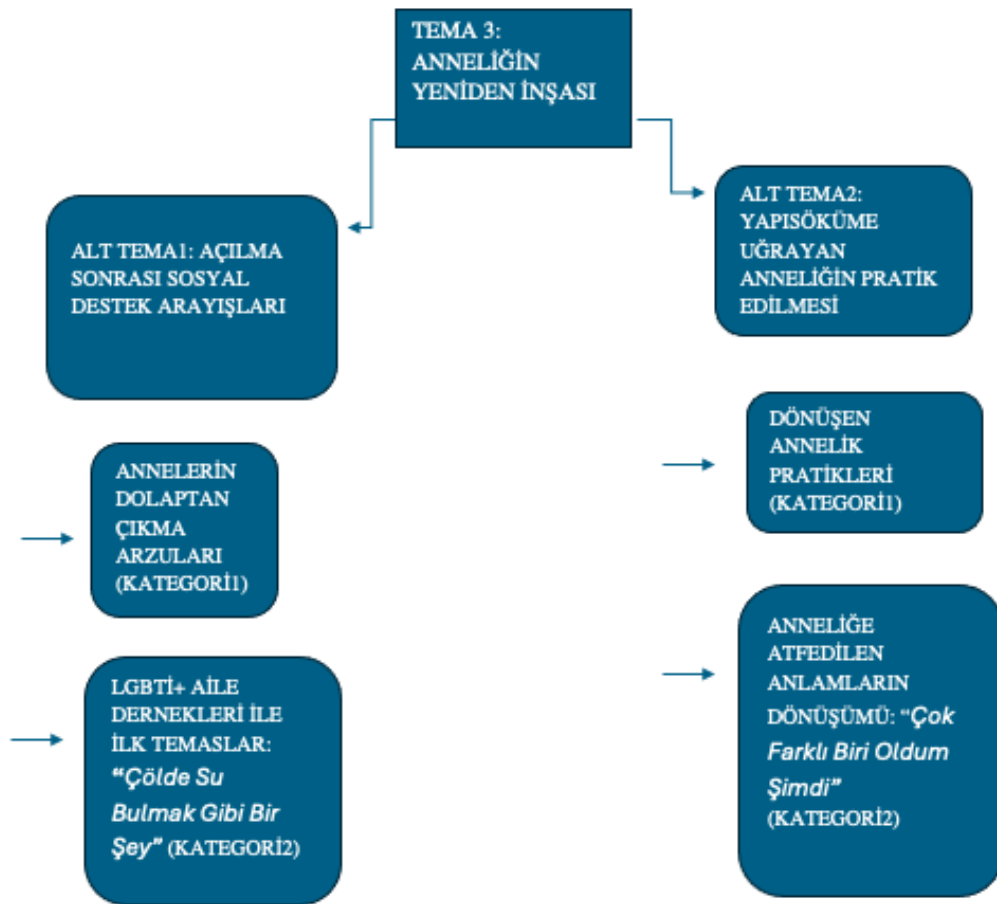 TEMA 3:
ANNELİĞİN
YENİDEN İNŞASI
ALT TEMA1: AÇILMA
SONRASI SOSYAL
DESTEK ARAYIŞLARI
ANNELERİN
DOLAPTAN
ÇIKMA
ARZULARI
(KATEGORİ1)
LGBTİ+ AİLE
DERNEKLERİ İLE
İLK TEMASLAR:
“Çölde Su
Bulmak Gibi Bir
Şey” (KATEGORİ2)
ALT TEMA2:
YAPISÖKÜME
UĞRAYAN
ANNELİĞİN PRATİK
EDİLMESİ
DÖNÜŞEN
ANNELİK
PRATİKLERİ
(KATEGORİ1)
ANNELİĞE
ATFEDİLEN
ANLAMLARIN
DÖNÜŞÜMÜ: “Çok
Farklı Biri Oldum
Şimdi”
(KATEGORİ2)